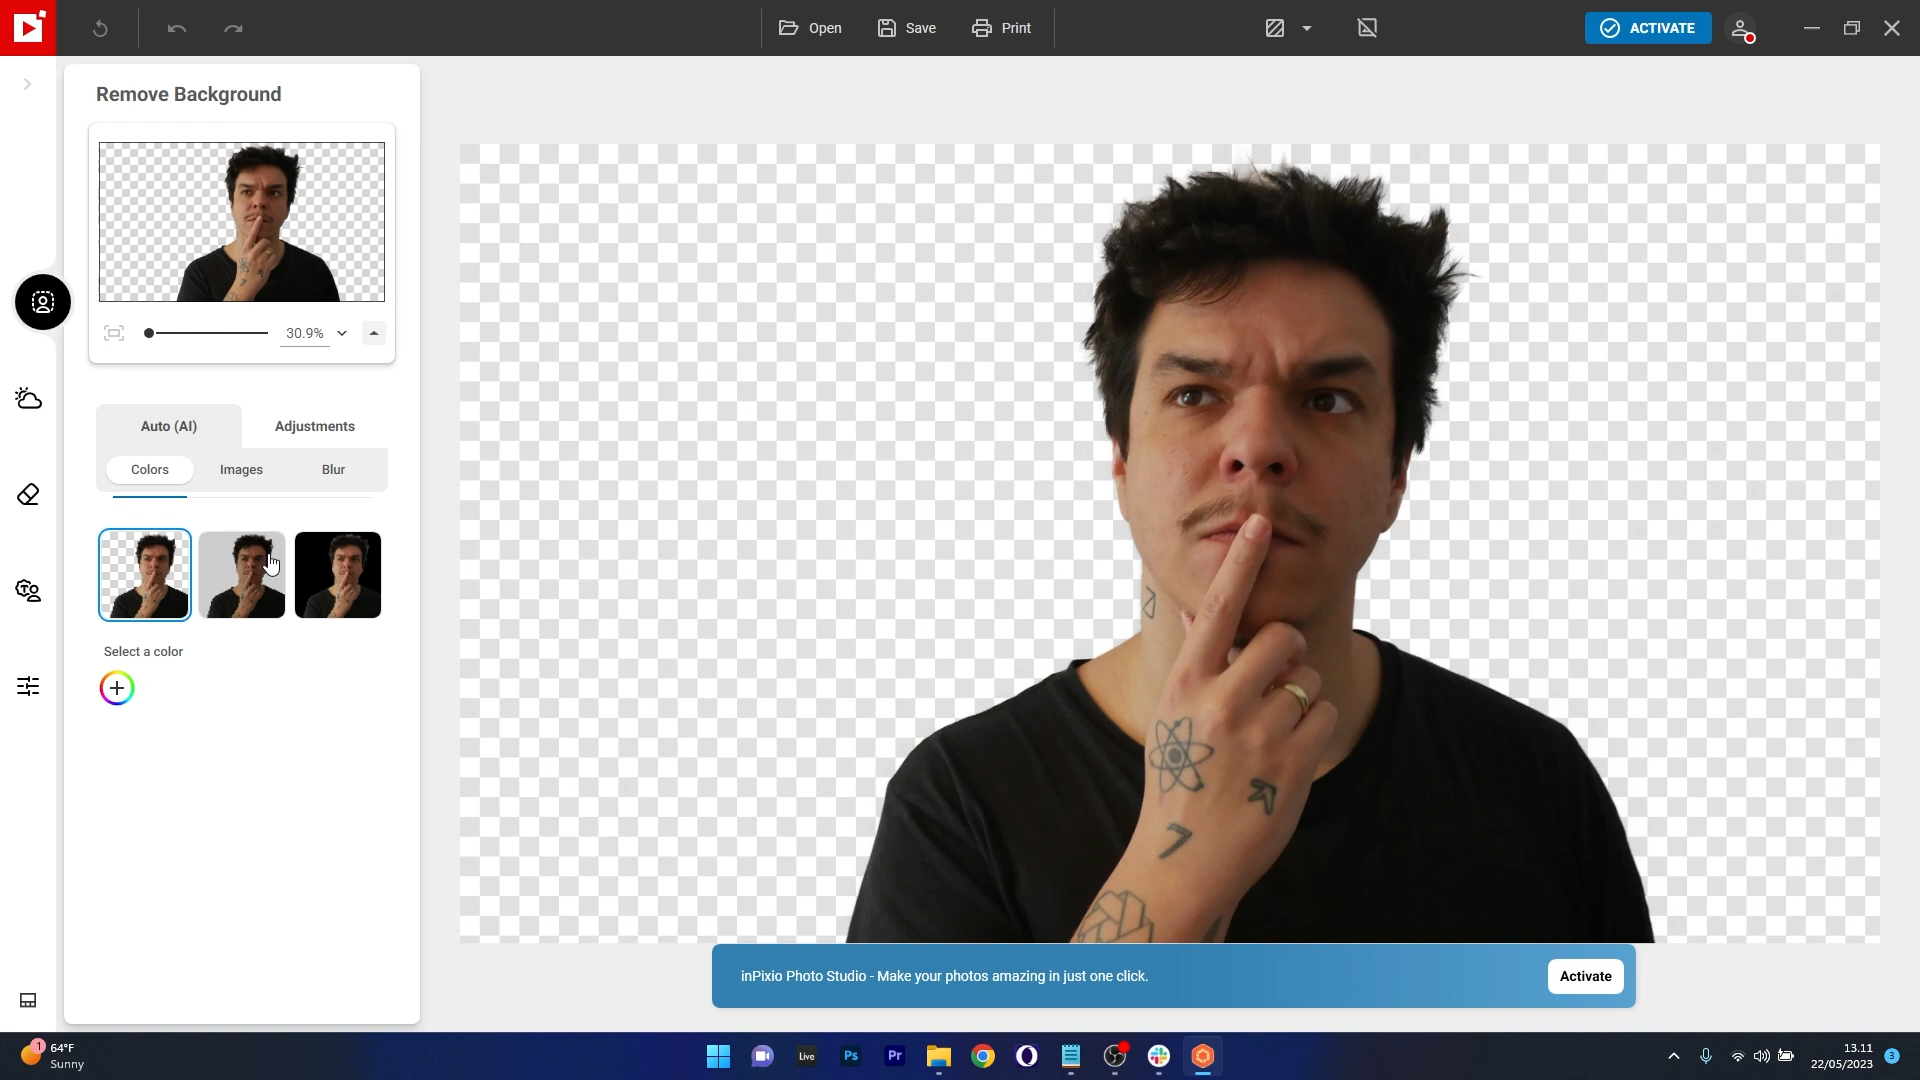 Open
Save
Print
ACTIVATE
Remove Background
30.9%
Auto (AI)
Adjustments
Colors
Images
Blur
Select a color
inPixio Photo Studio - Make your photos amazing in just one click.
Activate
1
64°F
Sunny
Live
Ps
Pr
13.11
22/05/2023
3